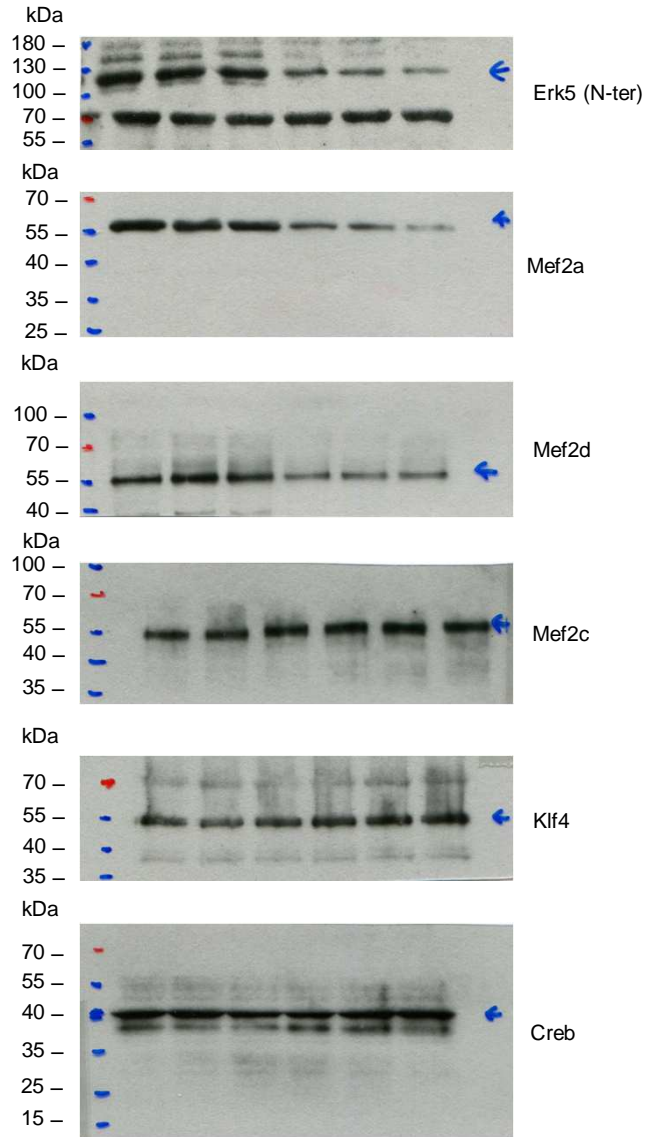 kDa
180 –
130 –
100 –
70 –
55 –
Erk5 (N-ter)
kDa
70 –
55 –
40 –
35 –
25 –
Mef2a
kDa
100 –
70 –
55 –
40 –
Mef2d
kDa
100 –
70 –
55 –
40 –
35 –
Mef2c
kDa
70 –
55 –
40 –
35 –
Klf4
kDa
70 –
55 –
40 –
35 –
25 –
15 –
Creb